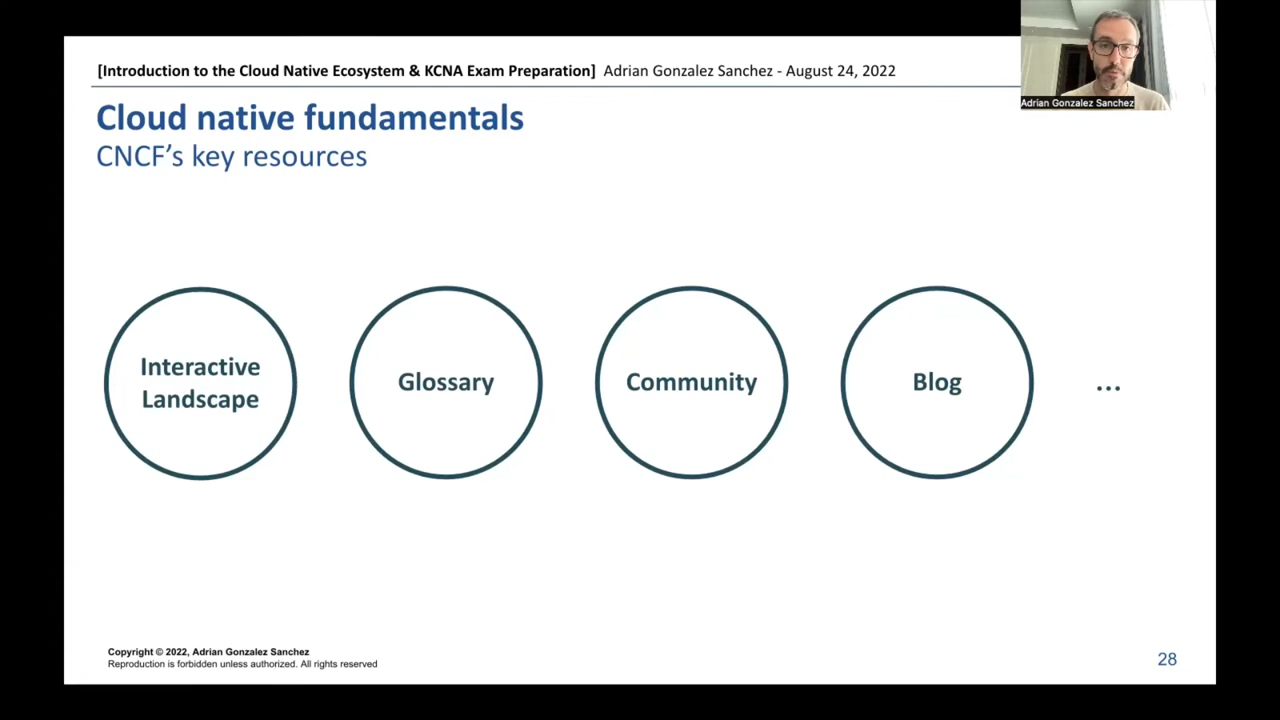 [Introduction to the Cloud Native Ecosystem & KCNA Exam Preparation] Adrian Gonzalez Sanchez - August 24, 2022
Adrian Gonzalez Sanchez
Cloud native fundamentals
CNCF’s key resources
Interactive
Landscape
Glossary
Community
Blog
...
Copyright © 2022, Adrian Gonzalez Sanchez
Reproduction is forbidden unless authorized. All rights reserved
28